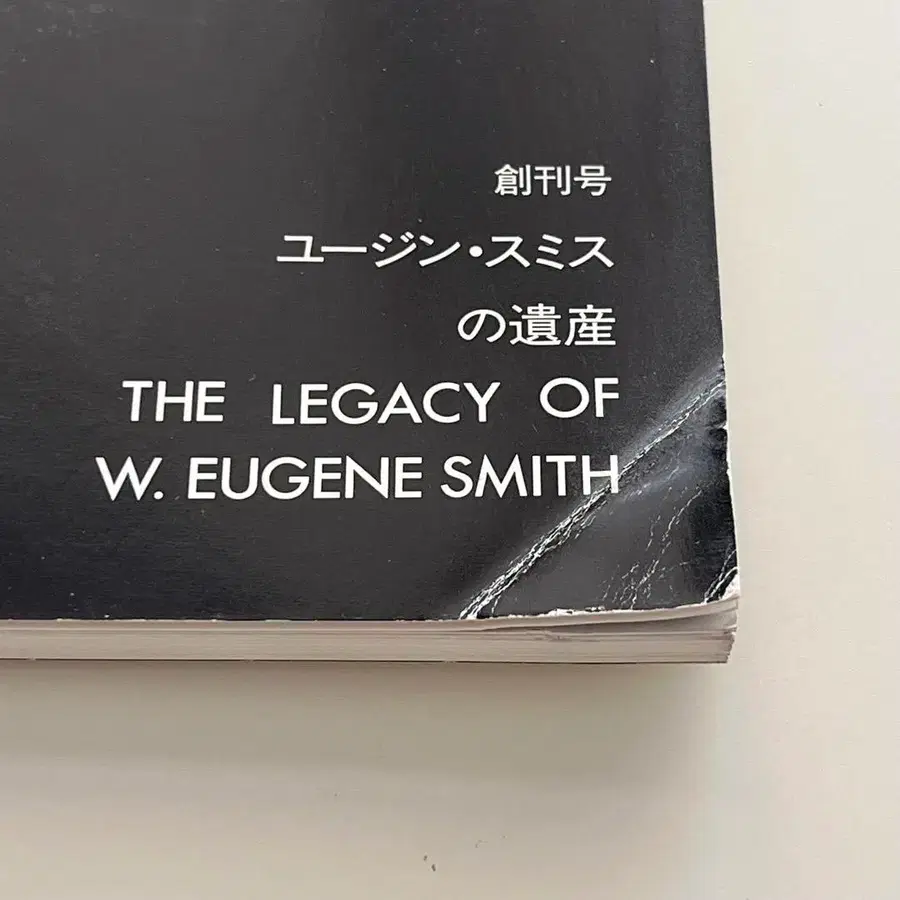 創刊号
ユージン・スミス
の遺産
THE LEGACY OF
W. EUGENE SMITH